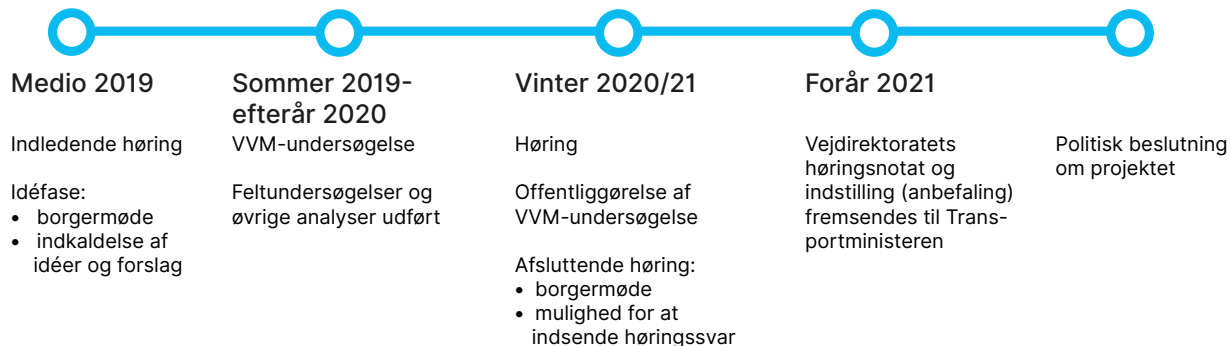 Medio 2019
Indledende høring
Idéfase:
• borgermøde
• indkaldelse af
idéer og forslag
Sommer 2019-
efterår 2020
VVM-undersøgelse
Feltundersøgelser og
øvrige analyser udført
Vinter 2020/21
Høring
Offentliggørelse af
VVM-undersøgelse
Afsluttende høring:
• borgermøde
• mulighed for at
indsende høringssvar
Forår 2021
Vejdirektoratets
høringsnotat og
indstilling (anbefaling)
fremsendes til Trans-
portministeren
Politisk beslutning
om projektet